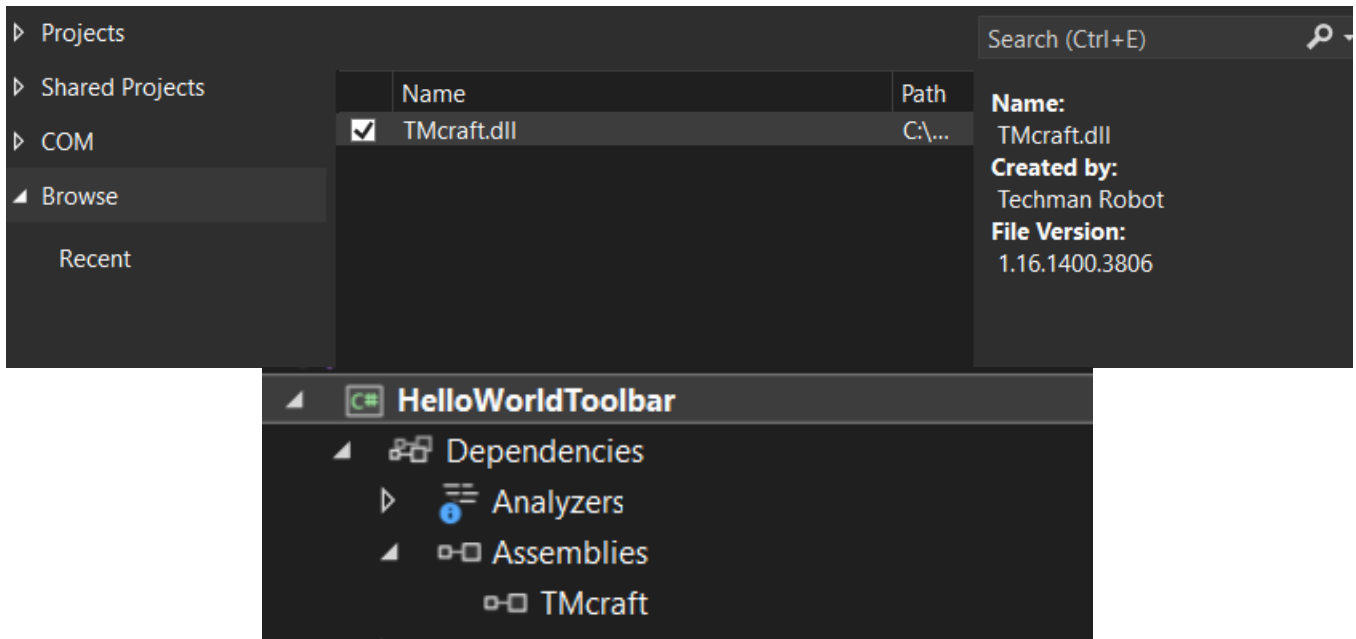 Projects
Shared Projects
COM
Browse
Recent
Name Path
TMcraft.dll C:\...
Search (Ctrl+E)
Name:
TMcraft.dll
Created by:
Techman Robot
File Version:
1.16.1400.3806
C# HelloWorldToolbar
Dependencies
Analyzers
Assemblies
TMcraft